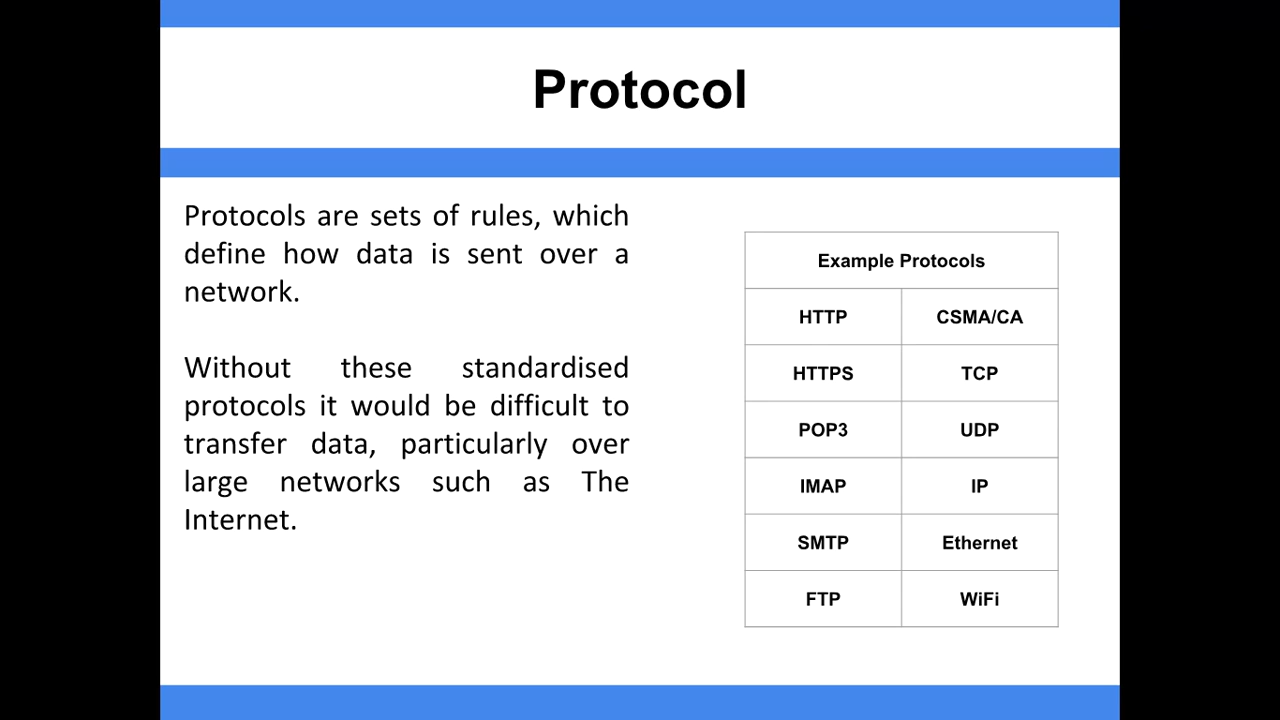 Protocol
Protocols are sets of rules, which
define how data is sent over a
network.
Without these standardised
protocols it would be difficult to
transfer data, particularly over
large networks such as The
Internet.
Example Protocols
HTTP CSMA/CA
HTTPS TCP
POP3 UDP
IMAP IP
SMTP Ethernet
FTP WiFi